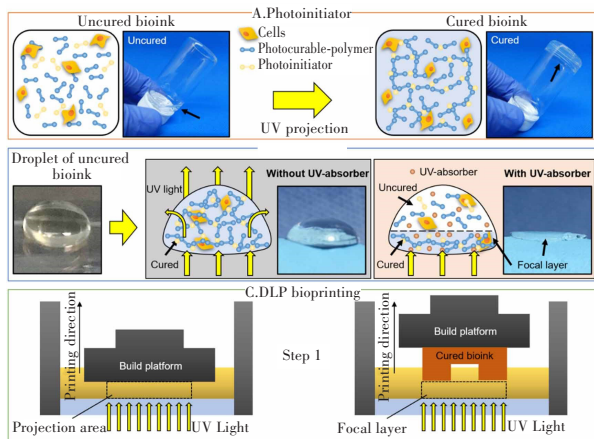 A.Photoinitiator
Uncured bioink
Cells
Photocurable-polymer
Photoinitiator
Cured bioink
Uncured
UV projection
Cured
Droplet of uncured
bioink
UV light
Cured
Without UV-absorber
UV-absorber
With UV-absorber
Uncured
Cured
Focal layer
C.DLP bioprinting
Printing direction
Build platform
Projection area
UV Light
Step 1
Printing direction
Build platform
Cured bioink
Focal layer
UV Light